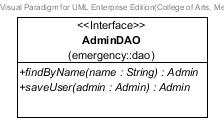 Visual Paradigm for UML Enterprise Edition(College of Arts, Me
<<Interface>>
AdminDAO
(emergency::dao)
+findByName(name : String) : Admin
+saveUser(admin : Admin) : Admin